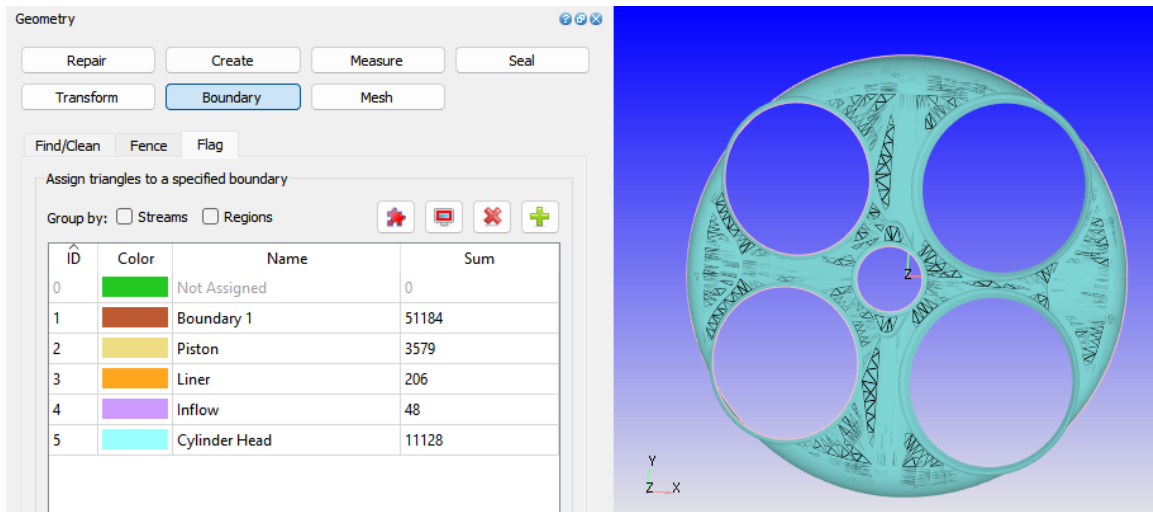 Geometry
Repair Create Measure Seal
Transform Boundary Mesh
Find/Clean Fence Flag
Assign triangles to a specified boundary
Group by: Streams Regions
ID Color Name Sum
0 Not Assigned 0
1 Boundary 1 51184
2 Piston 3579
3 Liner 206
4 Inflow 48
5 Cylinder Head 11128
Z
Y
Z X